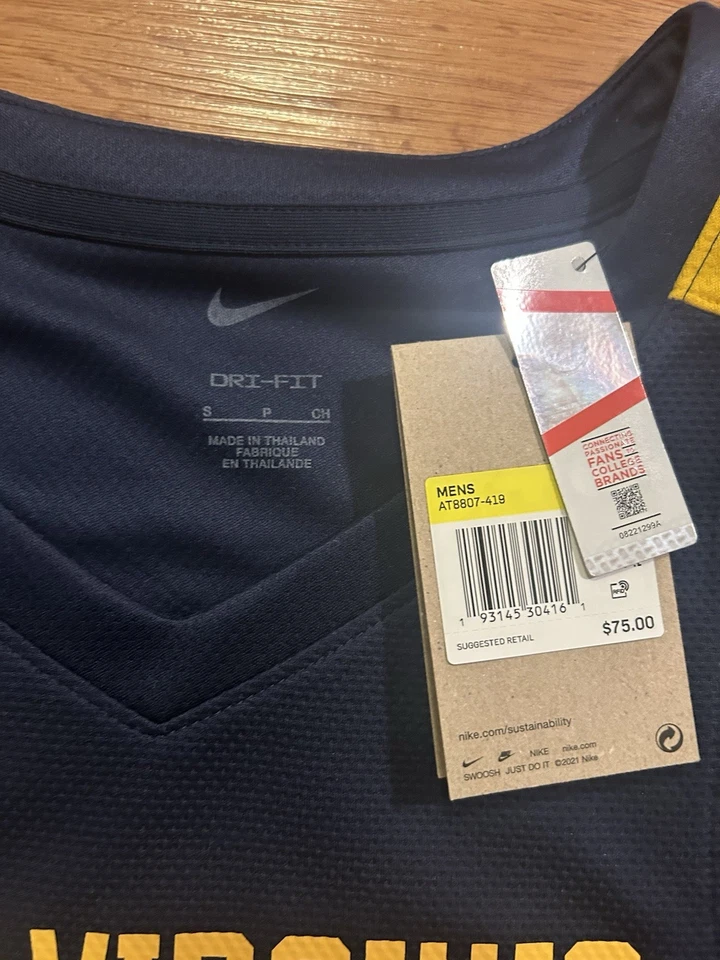 DRI-FIT
S P CH
MADE IN THAILAND
FABRIQUE
EN THAILANDE
CONNECTING
PASSIONATE
FANS TO
COLLEGE
BRANDS
08221299A
MENS
AT8807-419
1 93145 30416 1
RFID
SUGGESTED RETAIL
$75.00
nike.com/sustainability
NIKE nike.com
SWOOSH JUST DO IT ©2021 Nike